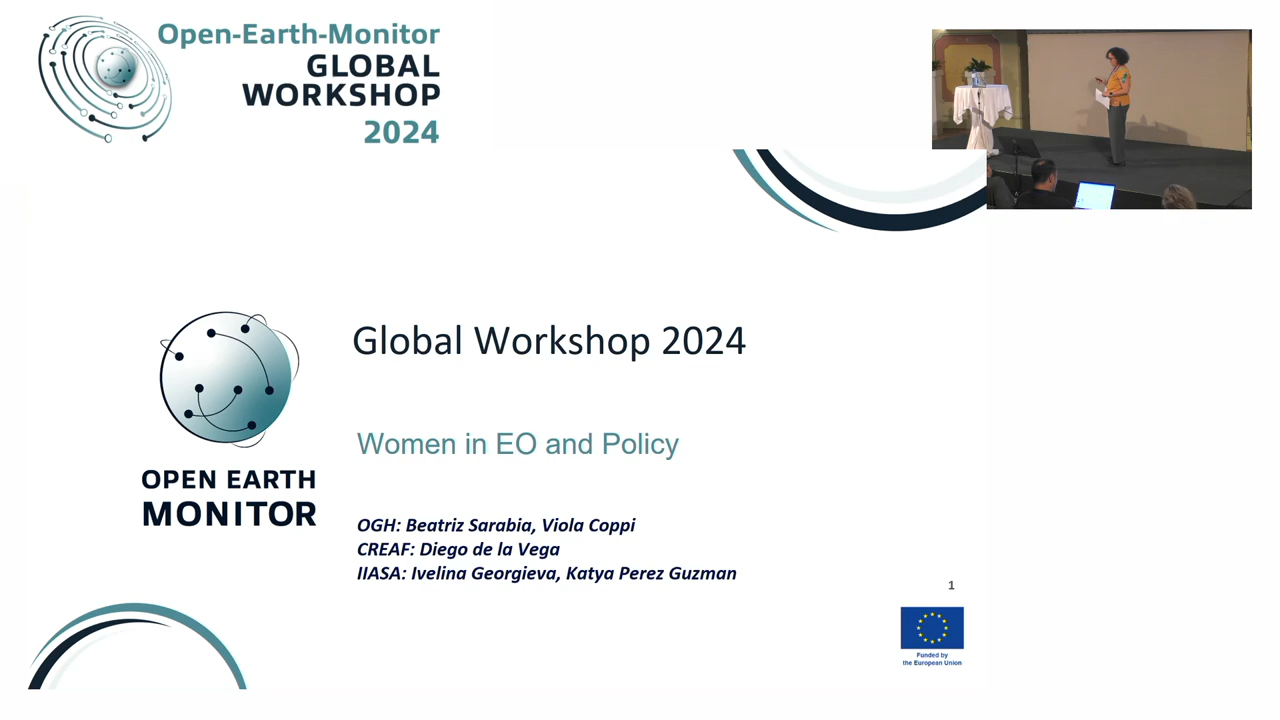 Open-Earth-Monitor
GLOBAL
WORKSHOP
2024
Global Workshop 2024
Women in EO and Policy
OPEN EARTH
MONITOR
OGH: Beatriz Sarabia, Viola Coppi
CREAF: Diego de la Vega
IIASA: Ivelina Georgieva, Katya Perez Guzman
1
Funded by
the European Union